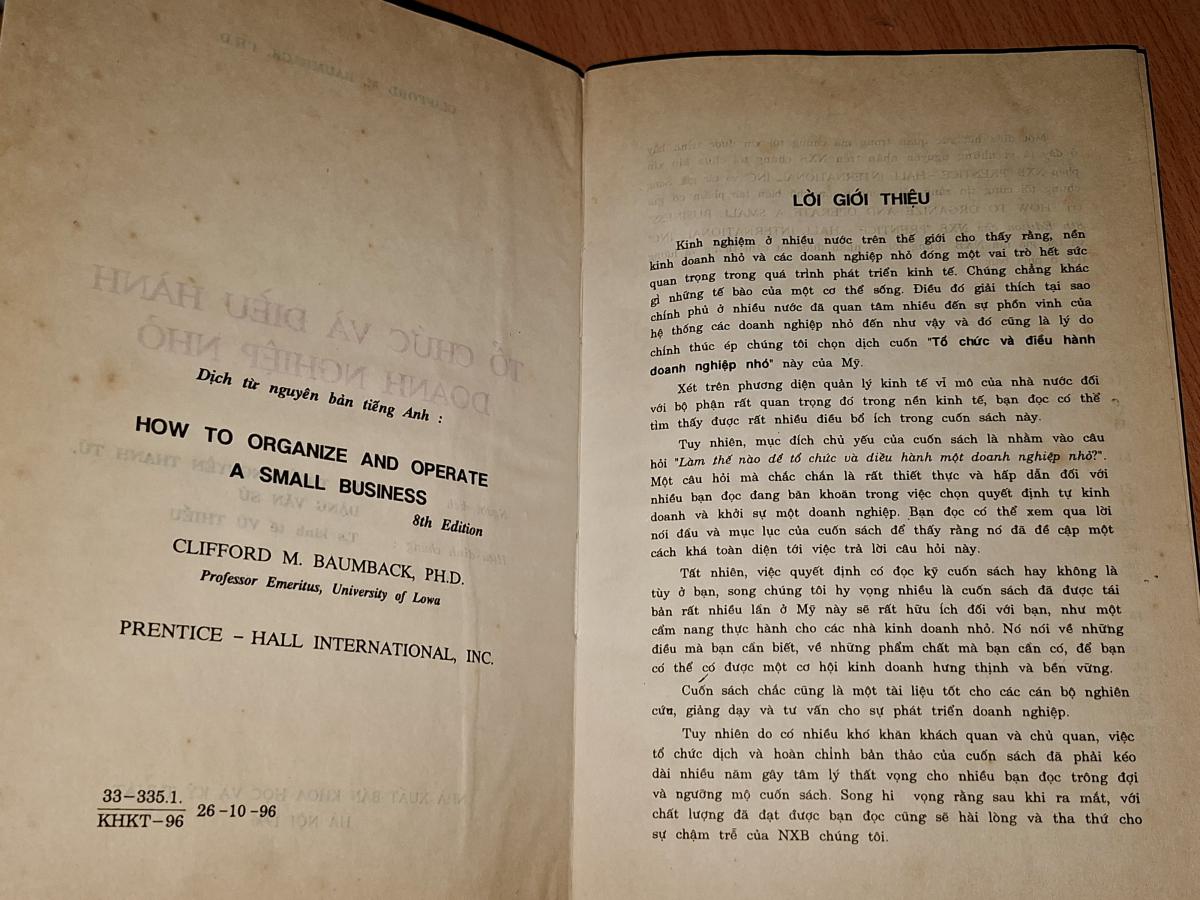 Dịch từ nguyên bản tiếng Anh :
HOW TO ORGANIZE AND OPERATE
A SMALL BUSINESS
8th Edition
CLIFFORD M. BAUMBACK, PH.D.
Professor Emeritus, University of Lowa
PRENTICE – HALL INTERNATIONAL, INC.
33–335.1.
KHKT–96
26–10–96
LỜI GIỚI THIỆU
Kinh nghiệm ở nhiều nước trên thế giới cho thấy rằng, nền
kinh doanh nhỏ và các doanh nghiệp nhỏ đóng một vai trò hết sức
quan trọng trong quá trình phát triển kinh tế. Chúng chẳng khác
gì những tế bào của một cơ thể sống. Điều đó giải thích tại sao
chính phủ ở nhiều nước đã quan tâm nhiều đến sự phồn vinh của
hệ thống các doanh nghiệp nhỏ đến như vậy và đó cũng là lý do
chính thúc ép chúng tôi chọn dịch cuốn "Tổ chức và điều hành
doanh nghiệp nhỏ" này của Mỹ.
Xét trên phương diện quản lý kinh tế vĩ mô của nhà nước đối
với bộ phận rất quan trọng đó trong nền kinh tế, bạn đọc có thể
tìm thấy được rất nhiều điều bổ ích trong cuốn sách này.
Tuy nhiên, mục đích chủ yếu của cuốn sách là nhằm vào câu
hỏi "Làm thế nào để tổ chức và điều hành một doanh nghiệp nhỏ?".
Một câu hỏi mà chắc chắn là rất thiết thực và hấp dẫn đối với
nhiều bạn đọc đang băn khoăn trong việc chọn quyết định tự kinh
doanh và khởi sự một doanh nghiệp. Bạn đọc có thể xem qua lời
nói đầu và mục lục của cuốn sách để thấy rằng nó đã đề cập một
cách khá toàn diện tới việc trả lời câu hỏi này.
Tất nhiên, việc quyết định có đọc kỹ cuốn sách hay không là
tùy ở bạn, song chúng tôi hy vọng nhiều là cuốn sách đã được tái
bản rất nhiều lần ở Mỹ này sẽ rất hữu ích đối với bạn, như một
cẩm nang thực hành cho các nhà kinh doanh nhỏ. Nó nói về những
điều mà bạn cần biết, về những phẩm chất mà bạn cần có, để bạn
có thể có được một cơ hội kinh doanh hưng thịnh và bền vững.
Cuốn sách chắc cũng là một tài liệu tốt cho các cán bộ nghiên
cứu, giảng dạy và tư vấn cho sự phát triển doanh nghiệp.
Tuy nhiên do có nhiều khó khăn khách quan và chủ quan, việc
tổ chức dịch và hoàn chỉnh bản thảo của cuốn sách đã phải kéo
dài nhiều năm gây tâm lý thất vọng cho nhiều bạn đọc trông đợi
và ngưỡng mộ cuốn sách. Song hi vọng rằng sau khi ra mắt, với
chất lượng đã đạt được bạn đọc cũng sẽ hài lòng và tha thứ cho
sự chậm trễ của NXB chúng tôi.